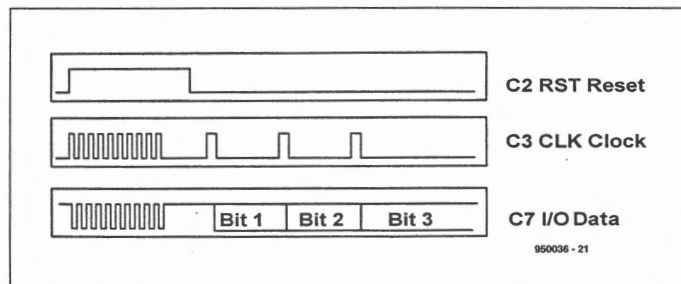 C2 RST Reset
C3 CLK Clock
Bit 1 Bit 2 Bit 3 C7 I/O Data
950036 - 21